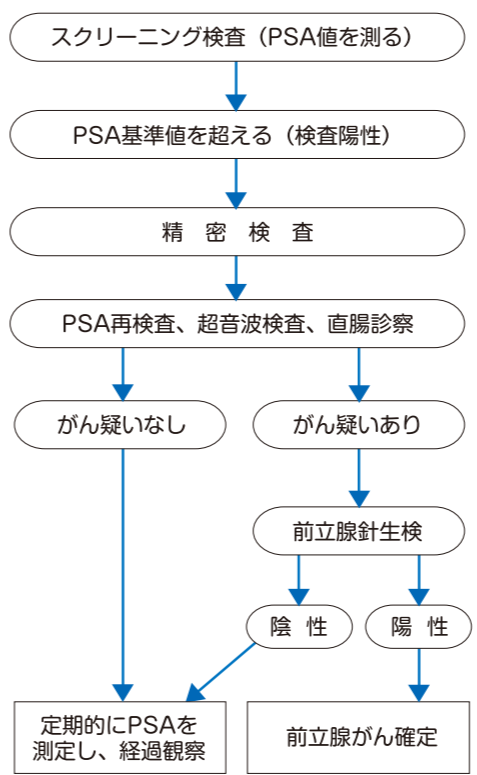 スクリーニング検査（PSA値を測る）
PSA基準値を超える（検査陽性）
精密検査
PSA再検査、超音波検査、直腸診察
がん疑いなし
がん疑いあり
前立腺針生検
陰性
陽性
定期的にPSAを
測定し、経過観察
前立腺がん確定